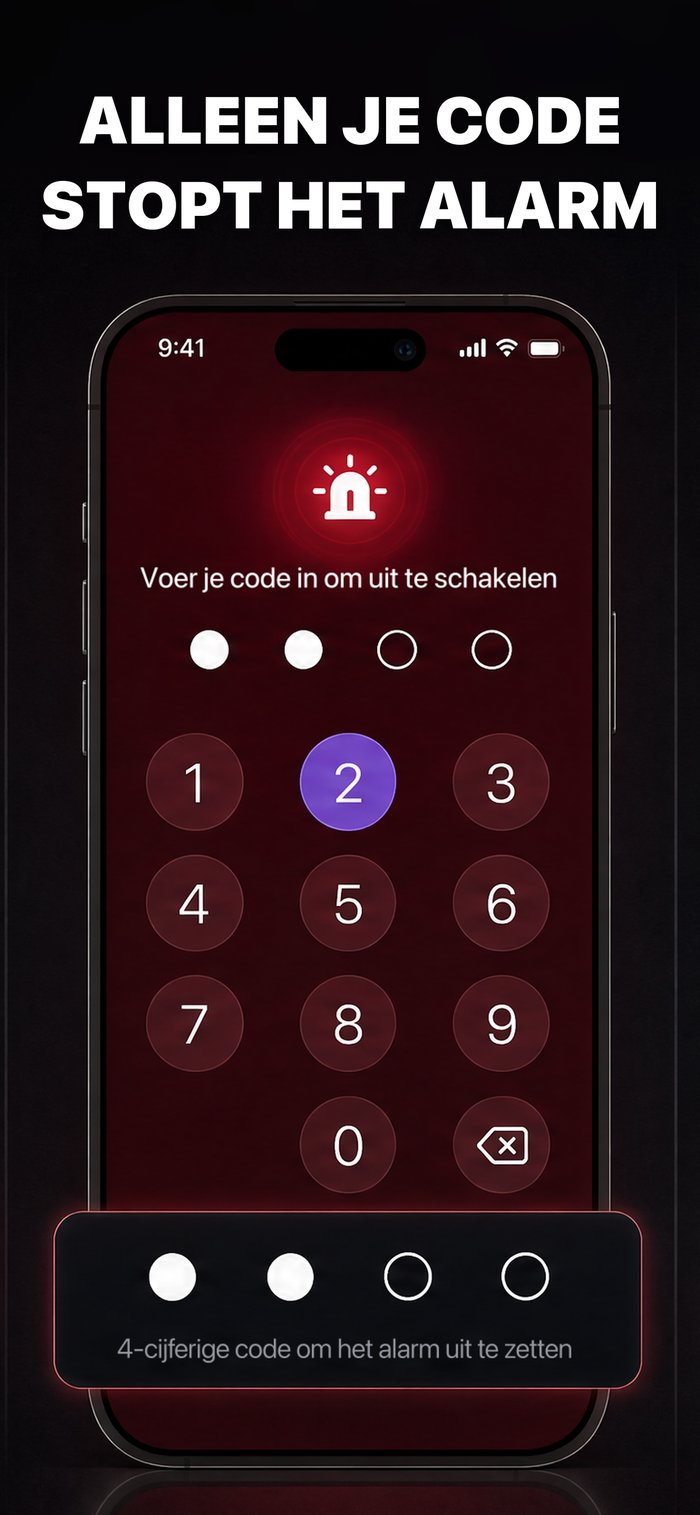 ALLEEN JE CODE
STOPT HET ALARM
9:41
Voer je code in om uit te schakelen
1 2 3
4 5 6
7 8 9
0
4-cijferige code om het alarm uit te zetten